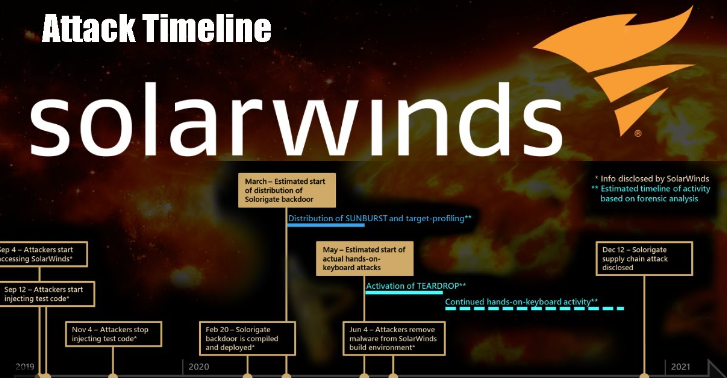 Attack Timeline
solarwinds
®
March – Estimated start
of distribution of
Solorigate backdoor
* Info disclosed by SolarWinds
** Estimated timeline of activity
based on forensic analysis
Distribution of SUNBURST and target-profiling**
Sep 4 – Attackers start
accessing SolarWinds*
May – Estimated start of
actual hands-on-
keyboard attacks
Dec 12 – Solorigate
supply chain attack
disclosed
Sep 12 – Attackers start
injecting test code*
Activation of TEARDROP**
Continued hands-on-keyboard activity**
Nov 4 – Attackers stop
injecting test code*
Feb 20 – Solorigate
backdoor is compiled
and deployed*
Jun 4 – Attackers remove
malware from SolarWinds
build environment*
2019
2020
2021